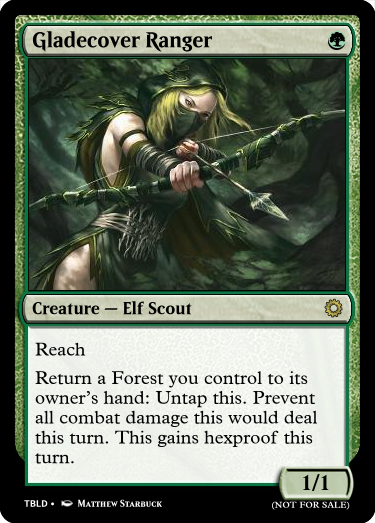 Gladecover Ranger
Creature — Elf Scout
Reach
Return a Forest you control to its
owner's hand: Untap this. Prevent
all combat damage this would deal
this turn. This gains hexproof this
turn.
1/1
TBLD • Matthew Starbuck
(NOT FOR SALE)